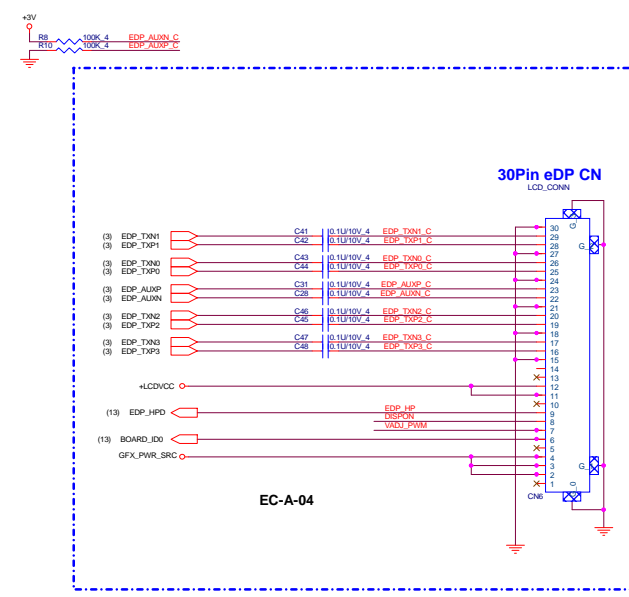 +3V
R8 100K_4 EDP_AUXN_C
R10 100K_4 EDP_AUXP_C
30Pin eDP CN
LCD_CONN
G_
30
(3) EDP_TXN1 C41 0.1U/10V_4 EDP_TXN1_C 29
(3) EDP_TXP1 C42 0.1U/10V_4 EDP_TXP1_C 28 G_
27
(3) EDP_TXN0 C43 0.1U/10V_4 EDP_TXN0_C 26
(3) EDP_TXP0 C44 0.1U/10V_4 EDP_TXP0_C 25
24
(3) EDP_AUXP C31 0.1U/10V_4 EDP_AUXP_C 23
(3) EDP_AUXN C28 0.1U/10V_4 EDP_AUXN_C 22
21
(3) EDP_TXN2 C46 0.1U/10V_4 EDP_TXN2_C 20
(3) EDP_TXP2 C45 0.1U/10V_4 EDP_TXP2_C 19
18
(3) EDP_TXN3 C47 0.1U/10V_4 EDP_TXN3_C 17
(3) EDP_TXP3 C48 0.1U/10V_4 EDP_TXP3_C 16
15
14
13
+LCDVCC 12
11
10
(13) EDP_HPD EDP_HP 9
DISPON 8
VADJ_PWM 7
(13) BOARD_ID0 6
5
GFX_PWR_SRC 4
3 G_
2
1 G_0
CN6
EC-A-04